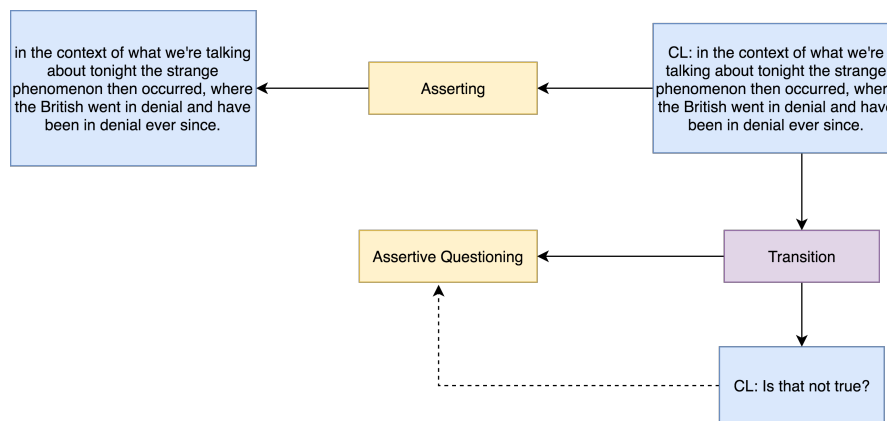 in the context of what we're talking
about tonight the strange
phenomenon then occurred, where
the British went in denial and have
been in denial ever since.
Asserting
CL: in the context of what we're
talking about tonight the strange
phenomenon then occurred,
the British went in denial and
been in denial ever since.
Assertive Questioning
Transition
CL: Is that not true?